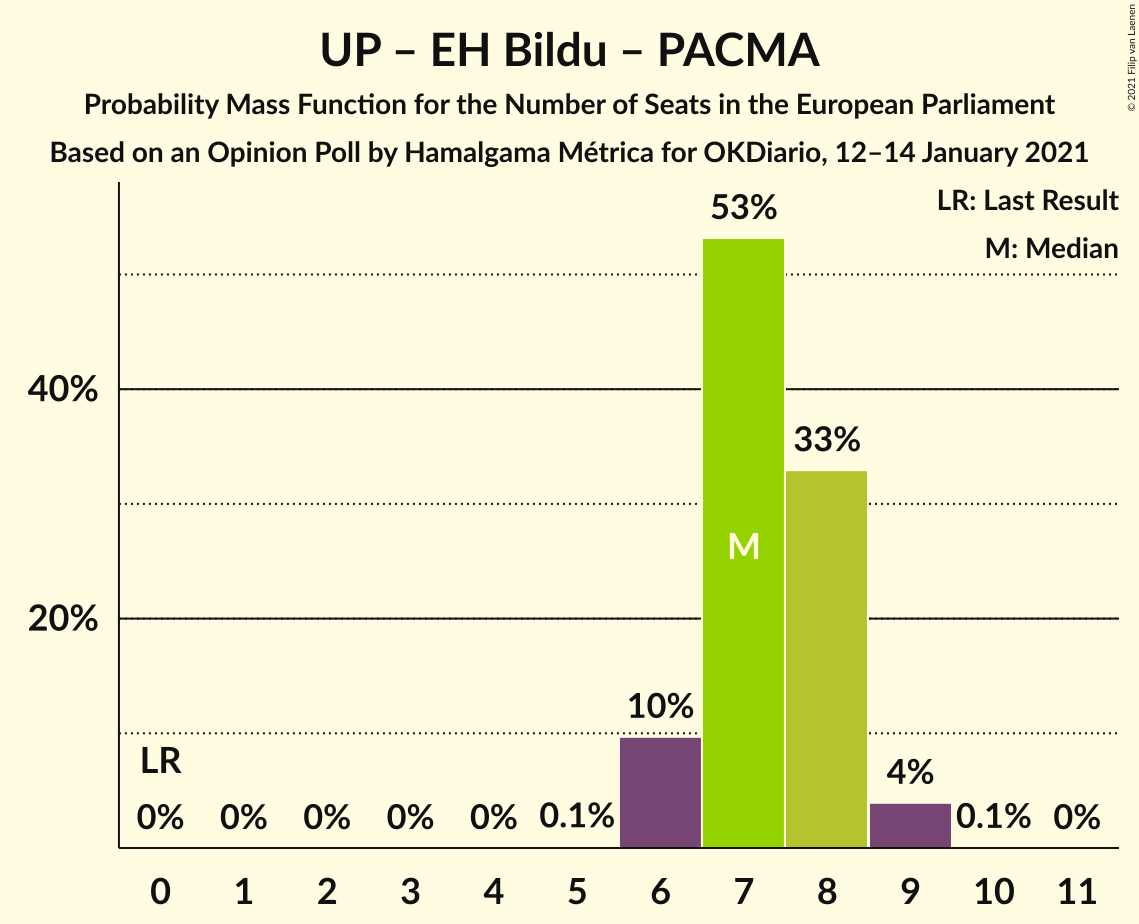 UP – EH Bildu – PACMA
Probability Mass Function for the Number of Seats in the European Parliament
Based on an Opinion Poll by Hamalgama Métrica for OKDiario, 12–14 January 2021
© 2021 Filip van Laenen
LR: Last Result
M: Median
53%
40%
33%
M
20%
10%
LR
4%
0% 0% 0% 0% 0% 0.1% 0.1% 0%
0 1 2 3 4 5 6 7 8 9 10 11